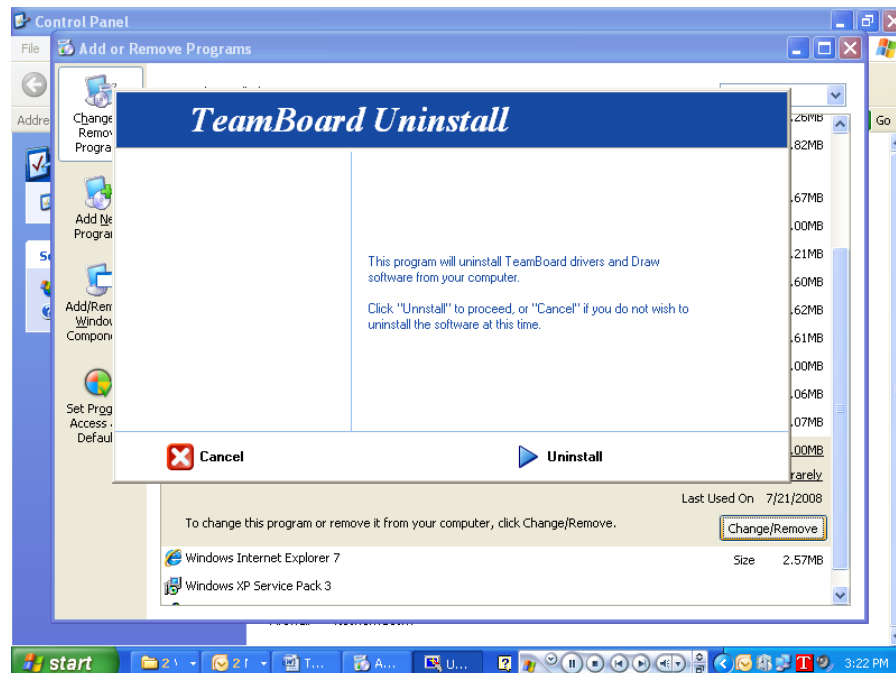 Control Panel
File
Add or Remove Programs
Addre
Go
Change
Remov
Progra
Add Ne
Progra
Add/Rem
Window
Compone
Set Prog
Access
Defaul
TeamBoard Uninstall
This program will uninstall TeamBoard drivers and Draw
software from your computer.
Click "Unnstall" to proceed, or "Cancel" if you do not wish to
uninstall the software at this time.
Cancel
Uninstall
.26MB
.82MB
.67MB
.00MB
.21MB
.60MB
.62MB
.61MB
.00MB
.06MB
.07MB
.00MB
rarely
Last Used On 7/21/2008
To change this program or remove it from your computer, click Change/Remove.
Change/Remove
Windows Internet Explorer 7
Size 2.57MB
Windows XP Service Pack 3
start
T...
A...
U...
3:22 PM